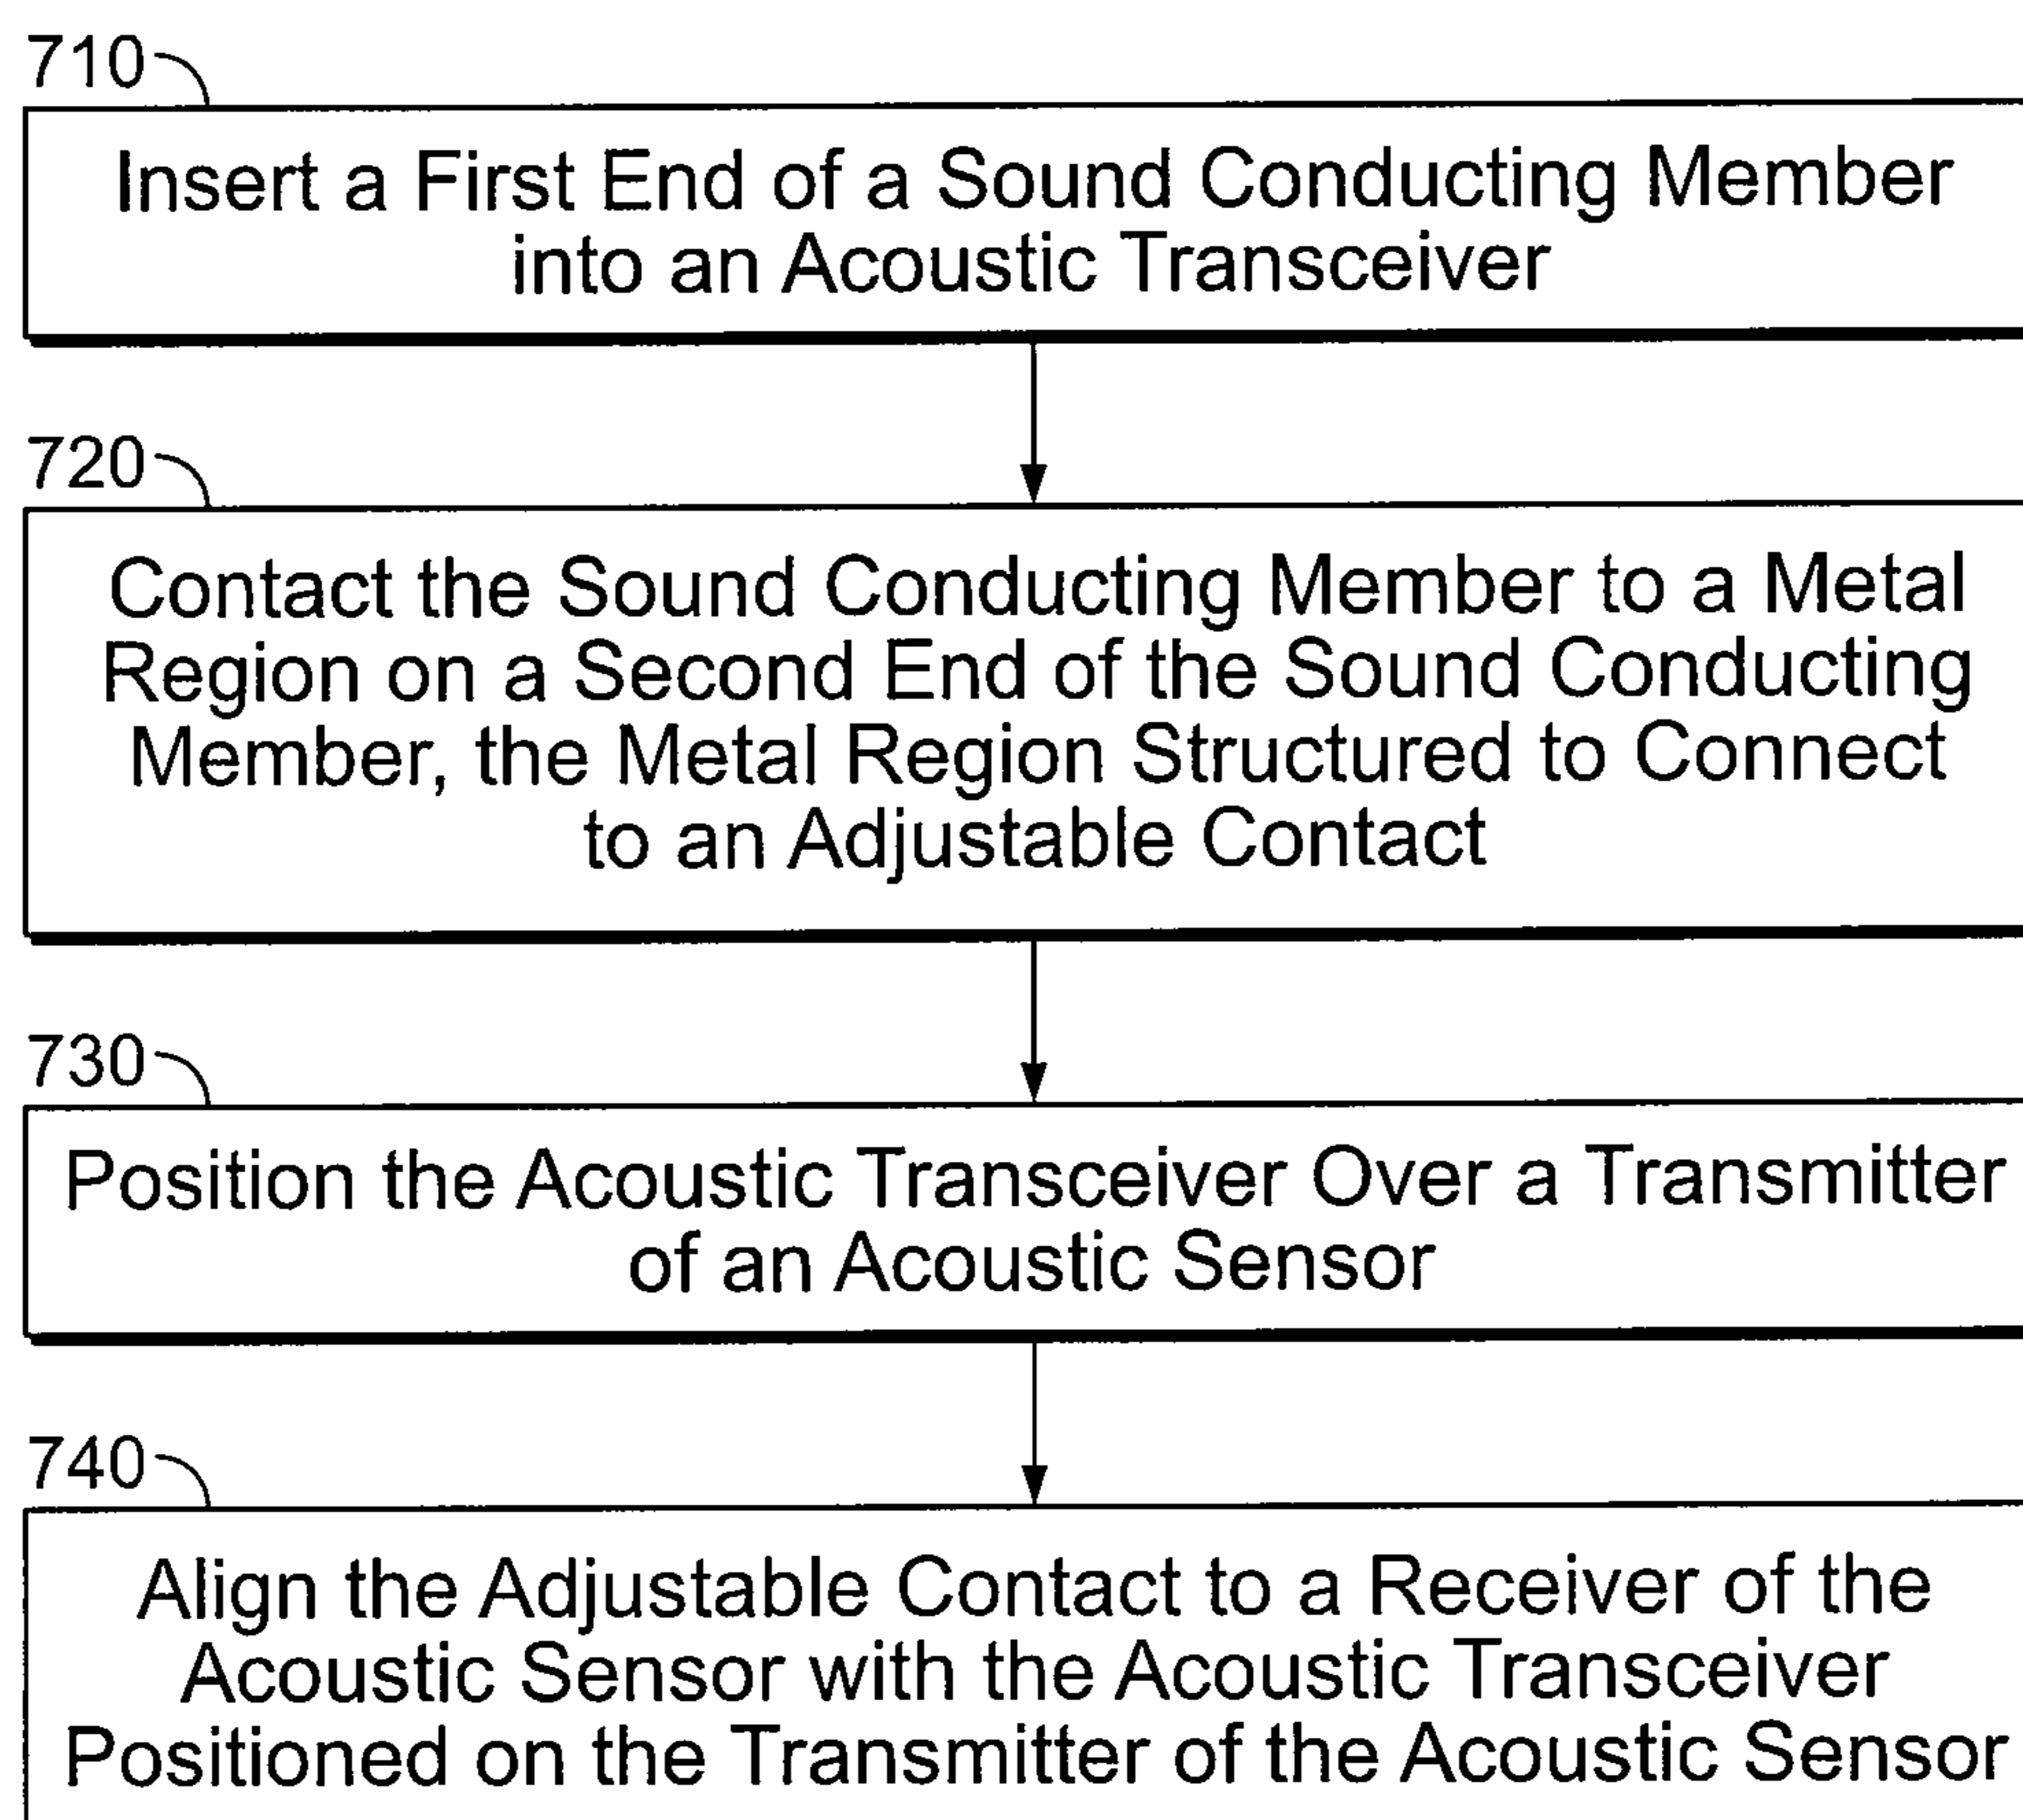 710
Insert a First End of a Sound Conducting Member
into an Acoustic Transceiver
720
Contact the Sound Conducting Member to a Metal
Region on a Second End of the Sound Conducting
Member, the Metal Region Structured to Connect
to an Adjustable Contact
730
Position the Acoustic Transceiver Over a Transmitter
of an Acoustic Sensor
740
Align the Adjustable Contact to a Receiver of the
Acoustic Sensor with the Acoustic Transceiver
Positioned on the Transmitter of the Acoustic Sensor